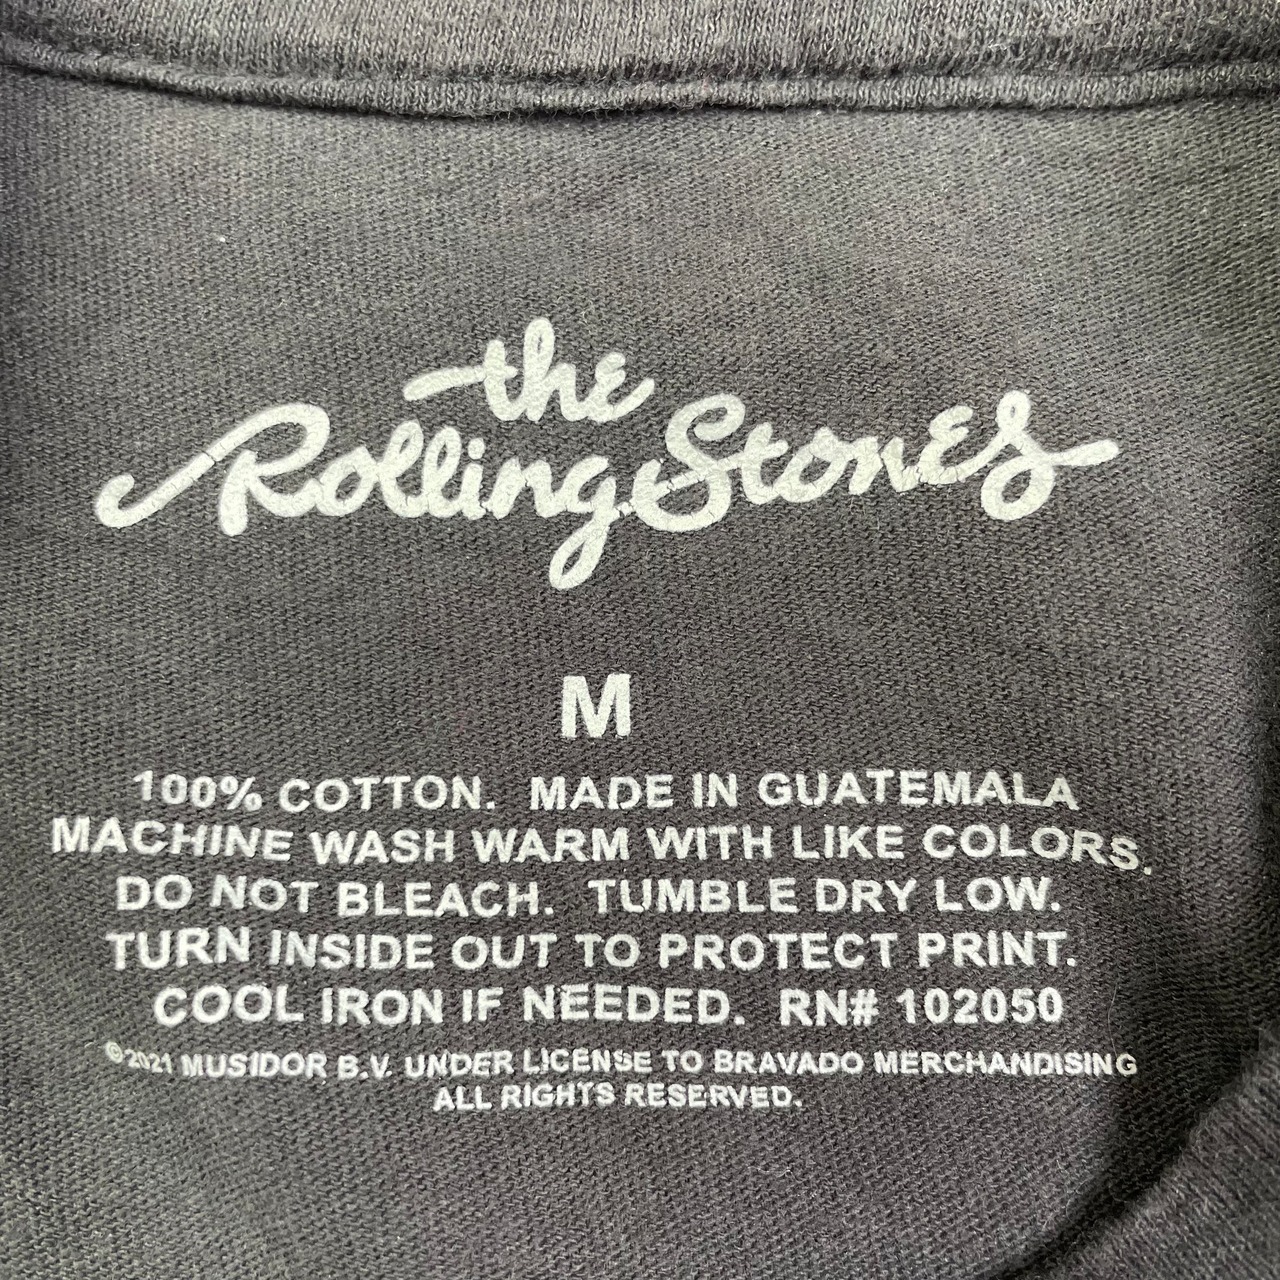 the
Rolling Stones
M
100% COTTON. MADE IN GUATEMALA
MACHINE WASH WARM WITH LIKE COLORS.
DO NOT BLEACH. TUMBLE DRY LOW.
TURN INSIDE OUT TO PROTECT PRINT.
COOL IRON IF NEEDED. RN# 102050
©2021 MUSIDOR B.V. UNDER LICENSE TO BRAVADO MERCHANDISING
ALL RIGHTS RESERVED.